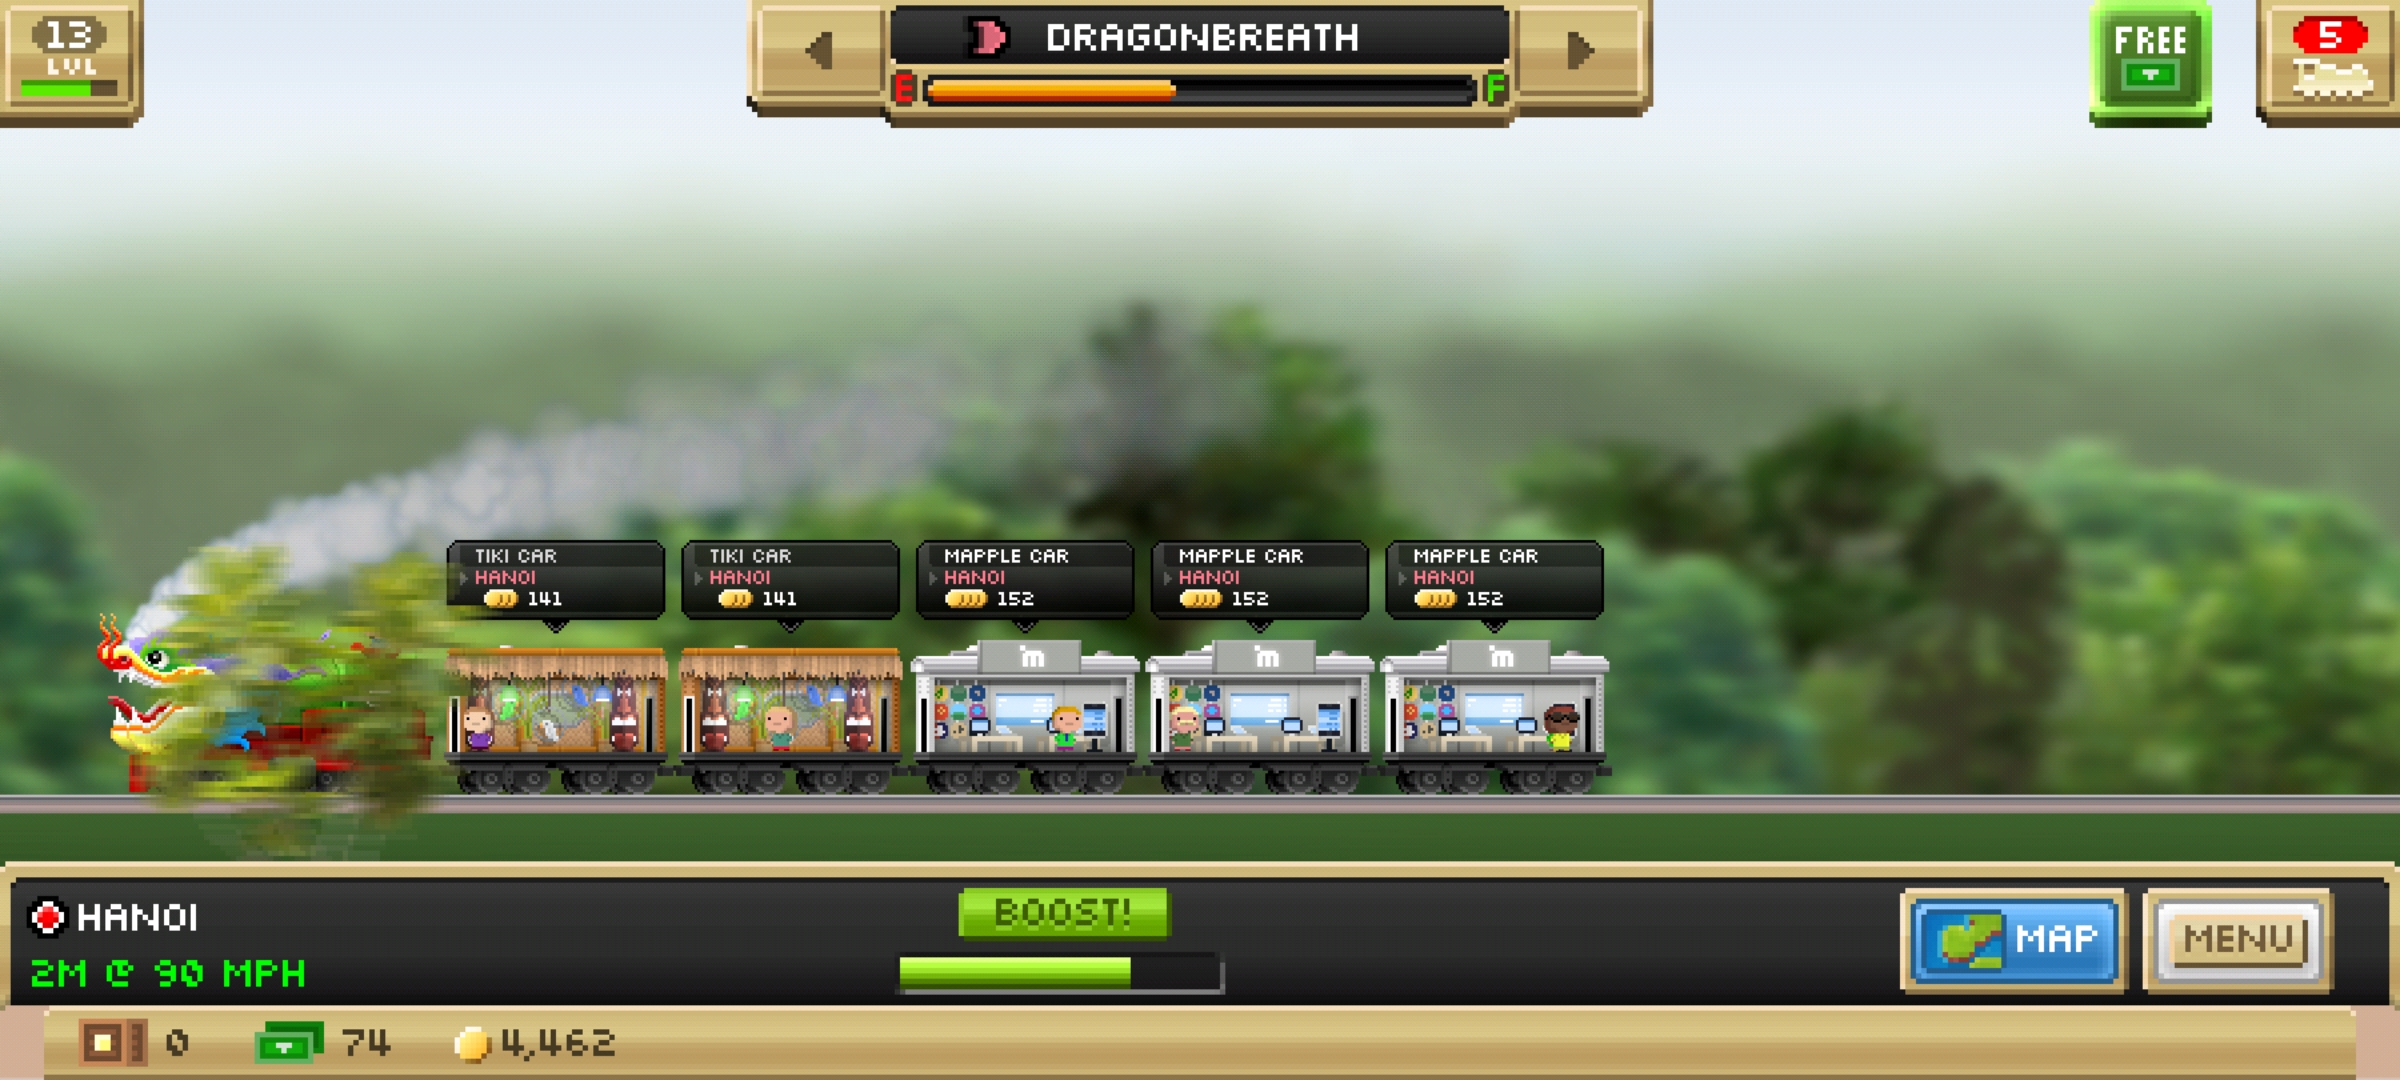 13
LVL
DRAGONBREATH
E
F
FREE
5
TIKI CAR
HANOI
141
TIKI CAR
HANOI
141
MAPPLE CAR
HANOI
152
MAPPLE CAR
HANOI
152
MAPPLE CAR
HANOI
152
m
m
m
HANOI
2M @ 90 MPH
BOOST!
MAP
MENU
0
74
4,462